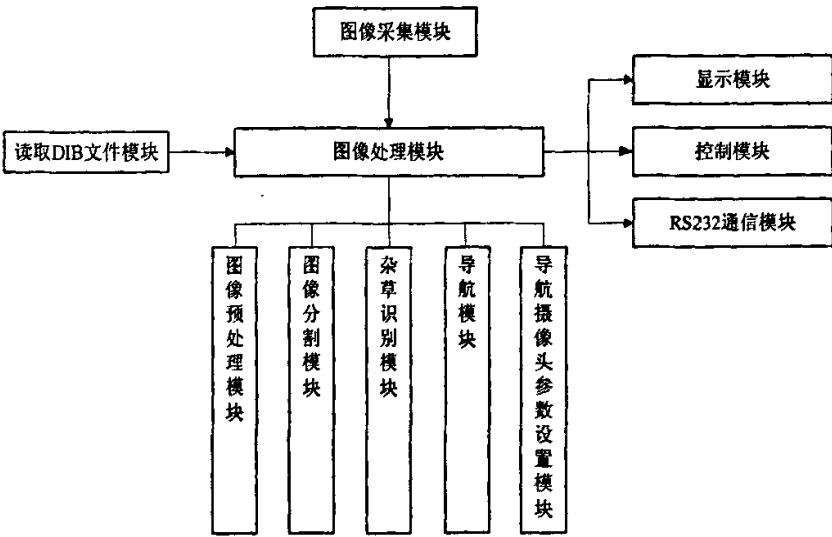 图像采集模块
显示模块
读取DIB文件模块
图像处理模块
控制模块
RS232通信模块
图像预处理模块
图像分割模块
杂草识别模块
导航模块
导航摄像头参数设置模块